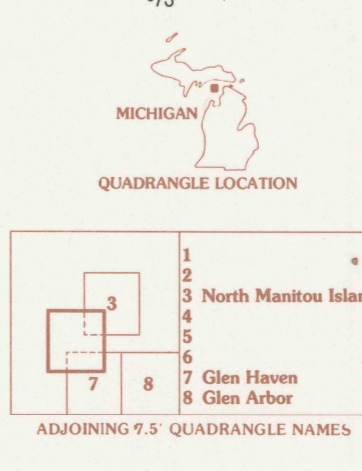 MICHIGAN
QUADRANGLE LOCATION
3
7
8
1
2
3 North Manitou Islan
4
5
6
7 Glen Haven
8 Glen Arbor
ADJOINING 7.5' QUADRANGLE NAMES